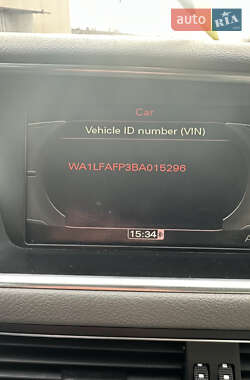 AUTO
RIA
Car
Vehicle ID number (VIN)
WA1LFAFP3BA015296
15:34